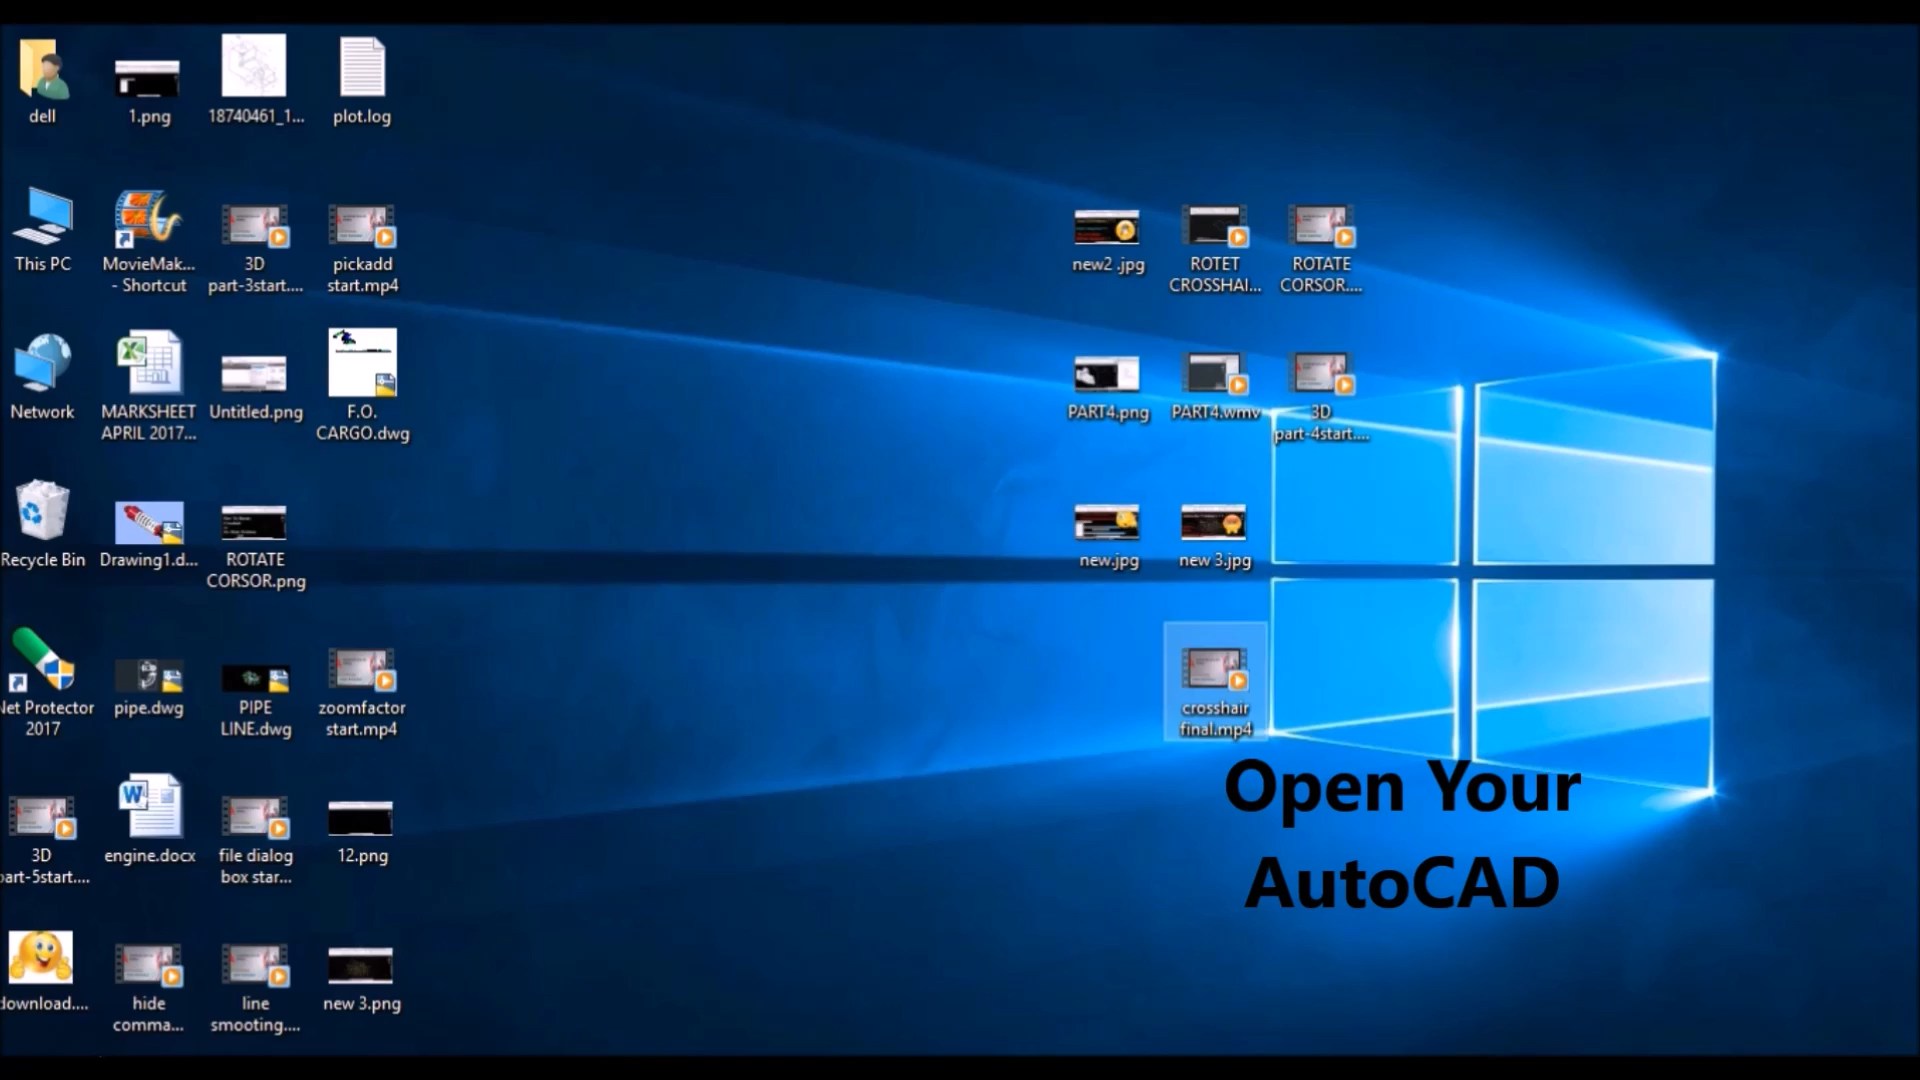 dell
1.png
18740461_1...
plot.log
This PC
MovieMak...
- Shortcut
3D
part-3start....
pickadd
start.mp4
new2 .jpg
ROTET
CROSSHAI...
ROTATE
CORSOR....
Network
MARKSHEET
APRIL 2017...
Untitled.png
F.O.
CARGO.dwg
PART4.png
PART4.wmv
3D
part-4start....
Recycle Bin
Drawing1.d...
ROTATE
CORSOR.png
new.jpg
new 3.jpg
Net Protector
2017
pipe.dwg
PIPE
LINE.dwg
zoomfactor
start.mp4
crosshair
final.mp4
Open Your
AutoCAD
3D
part-5start....
engine.docx
file dialog
box star...
12.png
download....
hide
comma...
line
smooting....
new 3.png